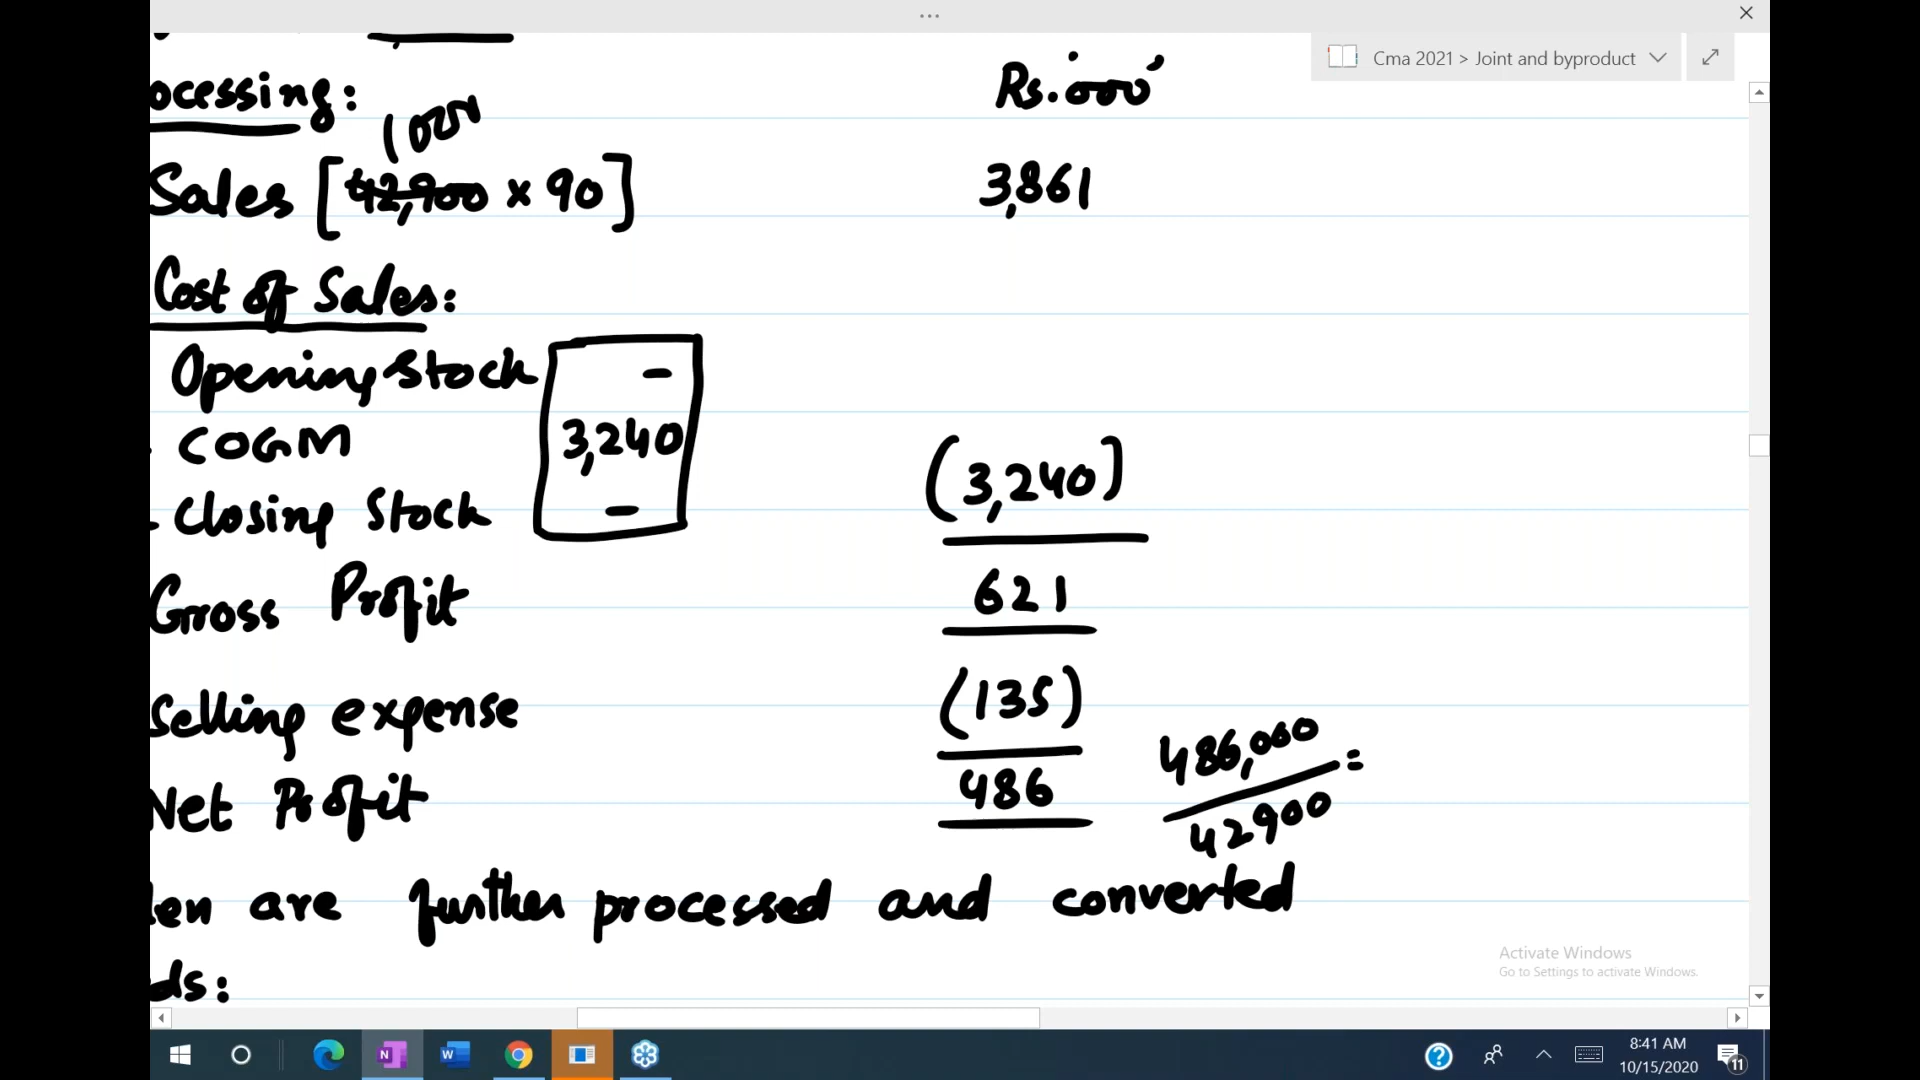 ...
Cma 2021 > Joint and byproduct
ocessing:
Rs.000'
Sales [42,900 x 90]
3,861
Cost of Sales:
Opening Stock -
COGM 3,240 (3,240)
- Closing Stock -
Gross Profit 621
Selling expense (135)
Net Profit 486
486,000
42900
=
en are further processed and converted
ds:
Activate Windows
Go to Settings to activate Windows.
8:41 AM
10/15/2020
11